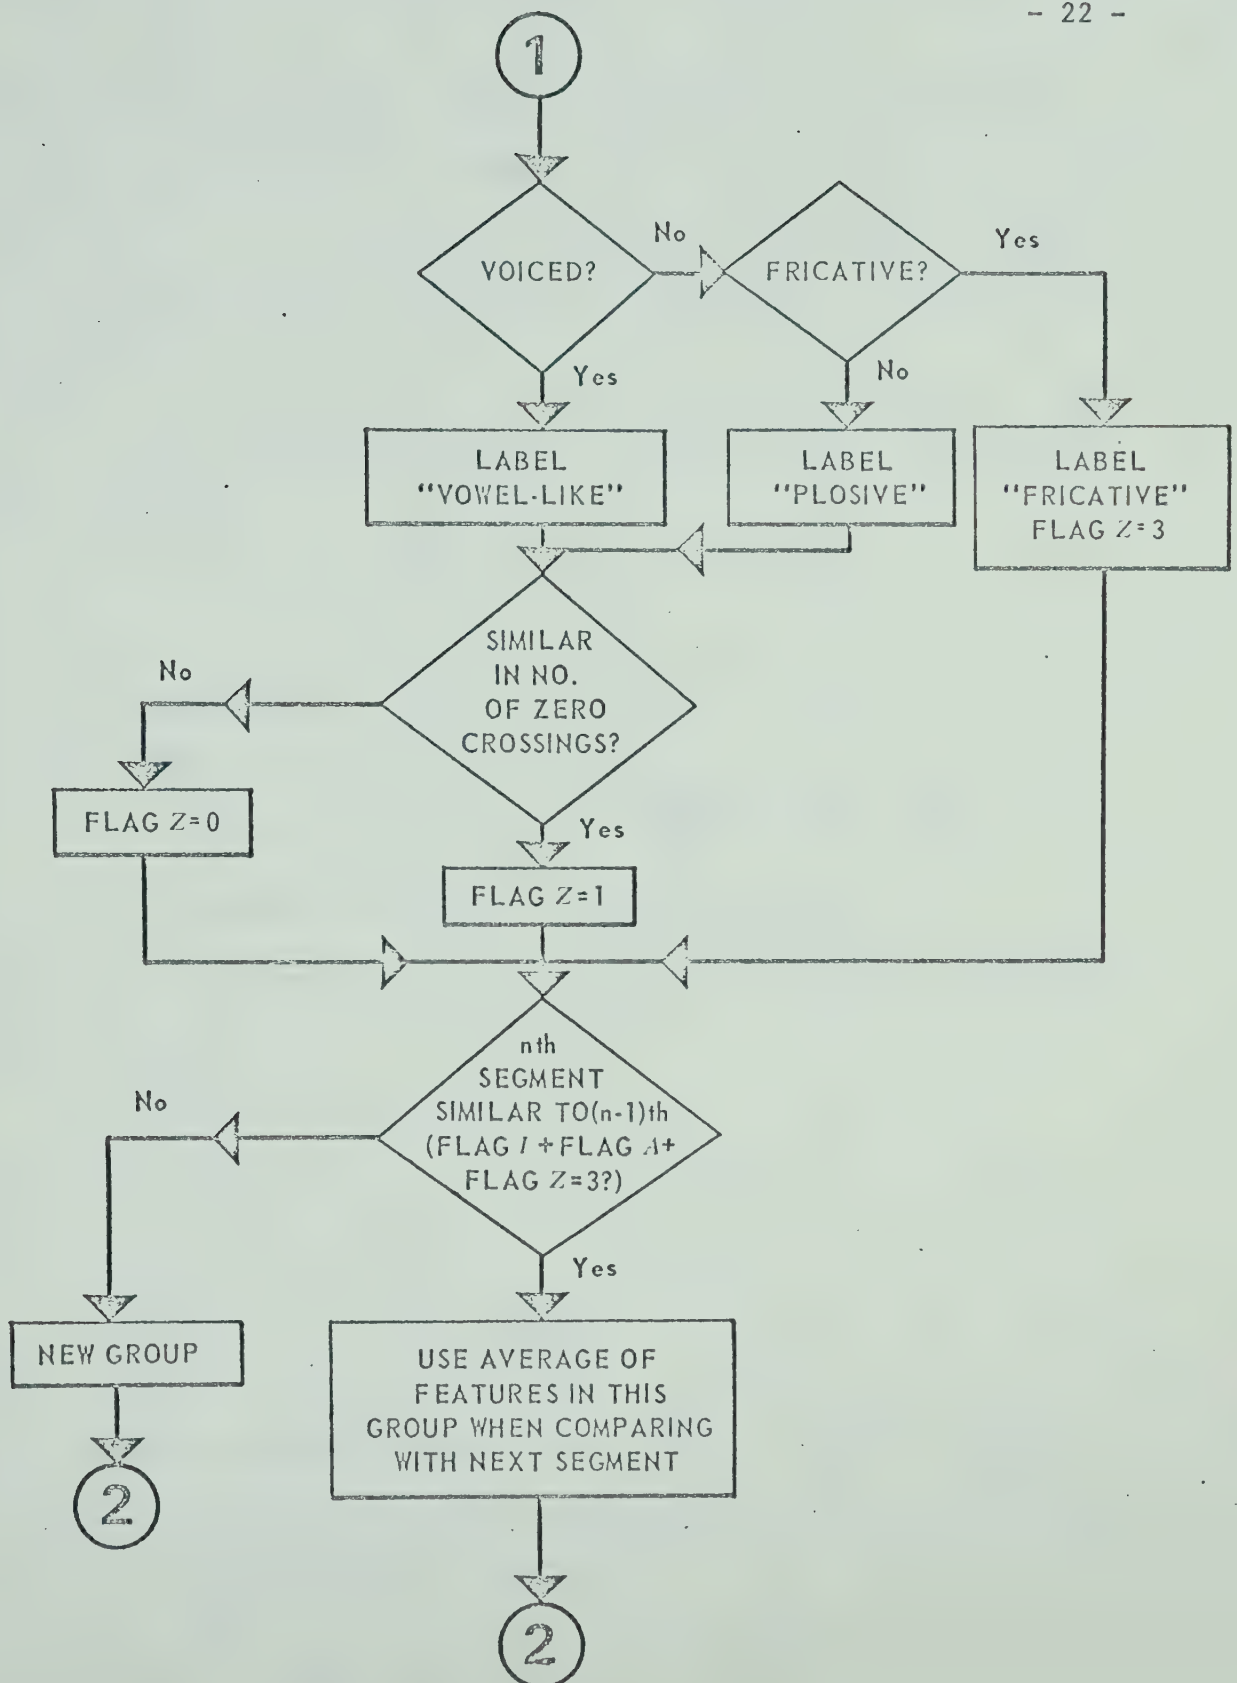 - 22 -
1
VOICED?
No
FRICATIVE?
Yes
Yes
No
LABEL
"VOWEL-LIKE"
LABEL
"PLOSIVE"
LABEL
"FRICATIVE"
FLAG Z=3
SIMILAR
IN NO.
OF ZERO
CROSSINGS?
No
FLAG Z=0
Yes
FLAG Z=1
nth
SEGMENT
SIMILAR TO(n-1)th
(FLAG I+FLAG A+
FLAG Z=3?)
No
Yes
NEW GROUP
USE AVERAGE OF
FEATURES IN THIS
GROUP WHEN COMPARING
WITH NEXT SEGMENT
2
2